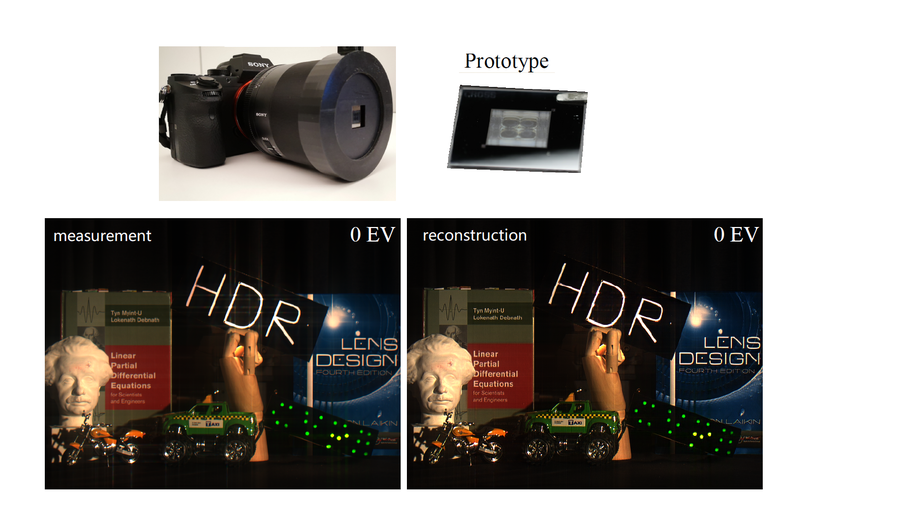 SONY
SONY
Prototype
measurement
0 EV
HDR
Tyn Myint-U
Lokenath Debnath
Linear
Partial
Differential
Equations
for Scientists
and Engineers
LENS
DESIGN
FOURTH EDITION
LAIKIN
TAXI
reconstruction
0 EV
HDR
Tyn Myint-U
Lokenath Debnath
Linear
Partial
Differential
Equations
for Scientists
and Engineers
LENS
DESIGN
FOURTH EDITION
LAIKIN
TAXI